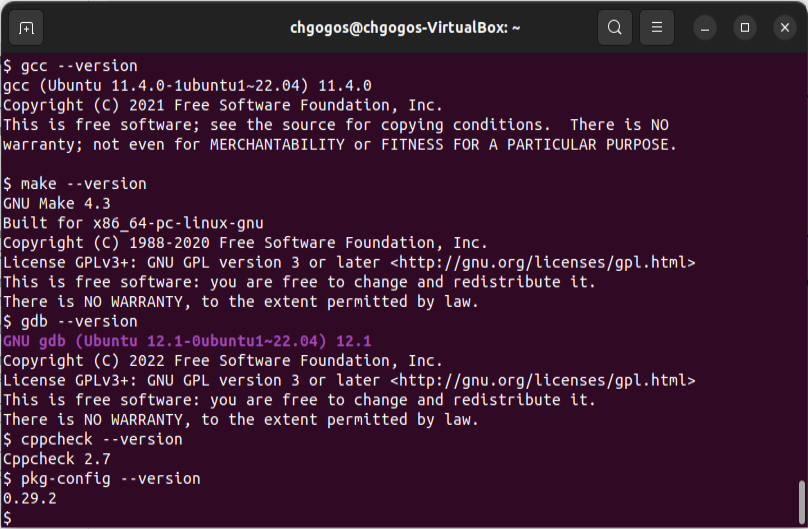 chgogos@chgogos-VirtualBox: ~
$ gcc --version
gcc (Ubuntu 11.4.0-1ubuntu1~22.04) 11.4.0
Copyright (C) 2021 Free Software Foundation, Inc.
This is free software; see the source for copying conditions.  There is NO
warranty; not even for MERCHANTABILITY or FITNESS FOR A PARTICULAR PURPOSE.

$ make --version
GNU Make 4.3
Built for x86_64-pc-linux-gnu
Copyright (C) 1988-2020 Free Software Foundation, Inc.
License GPLv3+: GNU GPL version 3 or later <http://gnu.org/licenses/gpl.html>
This is free software: you are free to change and redistribute it.
There is NO WARRANTY, to the extent permitted by law.
$ gdb --version
GNU gdb (Ubuntu 12.1-0ubuntu1~22.04) 12.1
Copyright (C) 2022 Free Software Foundation, Inc.
License GPLv3+: GNU GPL version 3 or later <http://gnu.org/licenses/gpl.html>
This is free software: you are free to change and redistribute it.
There is NO WARRANTY, to the extent permitted by law.
$ cppcheck --version
Cppcheck 2.7
$ pkg-config --version
0.29.2
$